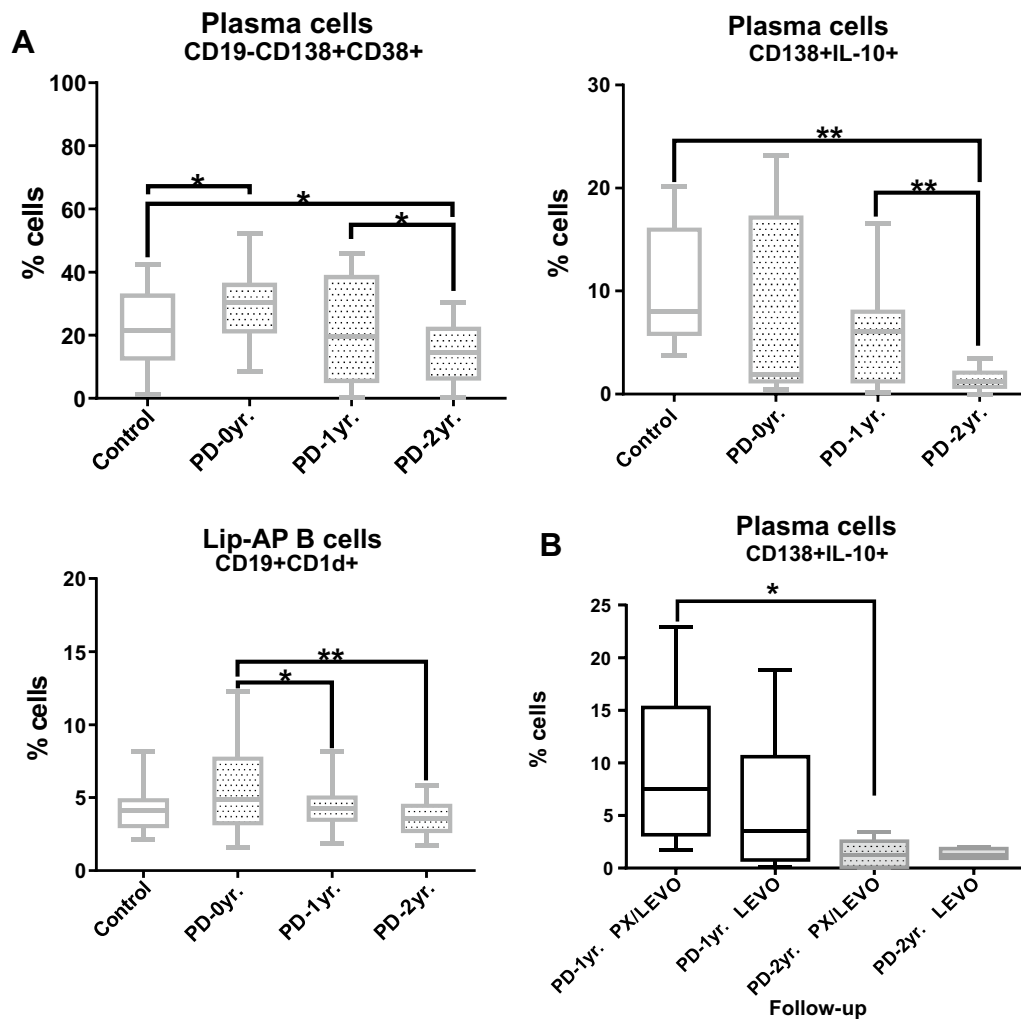 A
Plasma cells
CD19-CD138+CD38+
% cells
100
80
60
40
20
0
*
*
*
Control
PD-0yr.
PD-1yr.
PD-2yr.
Plasma cells
CD138+IL-10+
% cells
30
20
10
0
**
**
Control
PD-0yr.
PD-1yr.
PD-2yr.
Lip-AP B cells
CD19+CD1d+
% cells
20
15
10
5
0
**
*
Control
PD-0yr.
PD-1yr.
PD-2yr.
B
Plasma cells
CD138+IL-10+
% cells
25
20
15
10
5
0
*
PD-1yr. PX/LEVO
PD-1yr. LEVO
PD-2yr. PX/LEVO
PD-2yr. LEVO
Follow-up